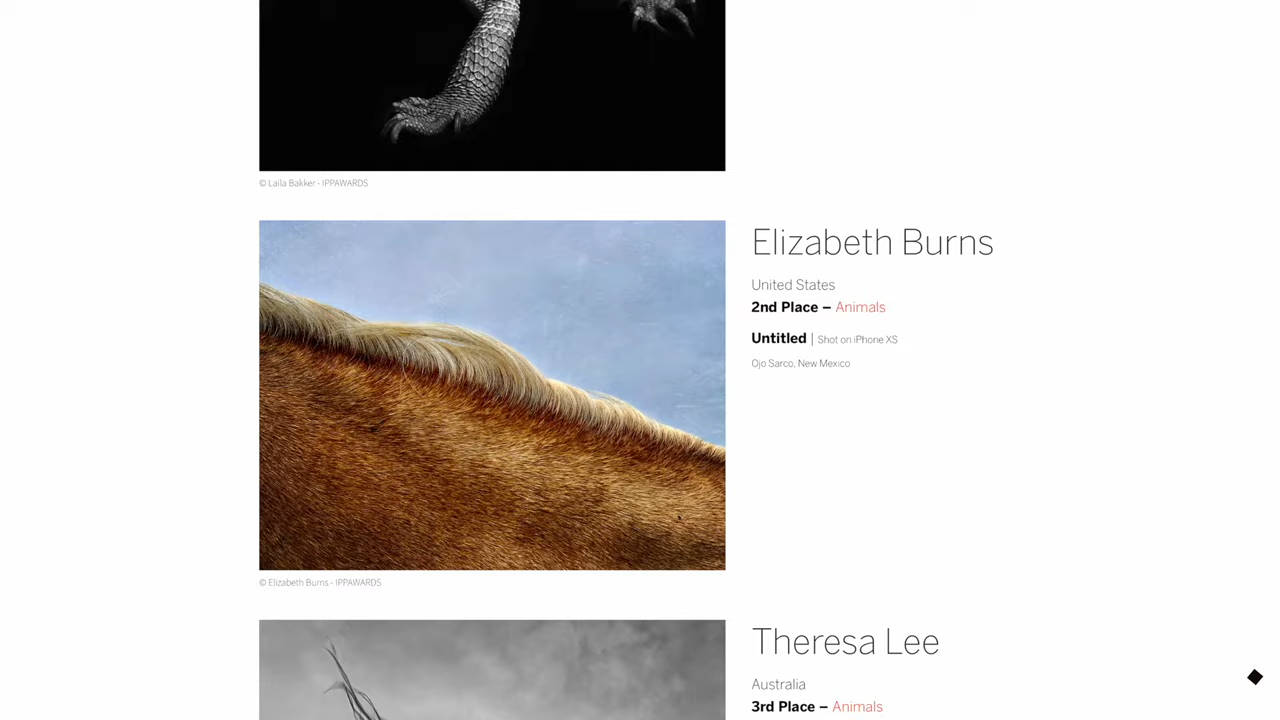 © Laila Bakker - IPPAWARDS
Elizabeth Burns
United States
2nd Place – Animals
Untitled | Shot on iPhone XS
Ojo Sarco, New Mexico
© Elizabeth Burns - IPPAWARDS
Theresa Lee
Australia
3rd Place – Animals